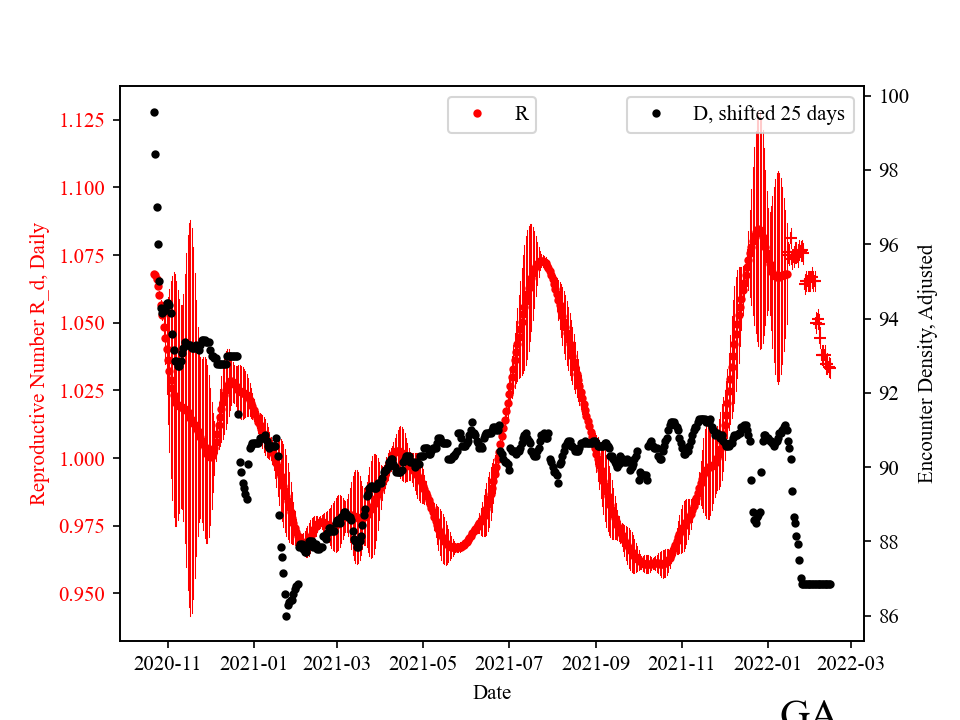 R
D, shifted 25 days
1.125
1.100
1.075
1.050
1.025
1.000
0.975
0.950
Reproductive Number R_d, Daily
100
98
96
94
92
90
88
86
Encounter Density, Adjusted
2020-11 2021-01 2021-03 2021-05 2021-07 2021-09 2021-11 2022-01 2022-03
Date
GA